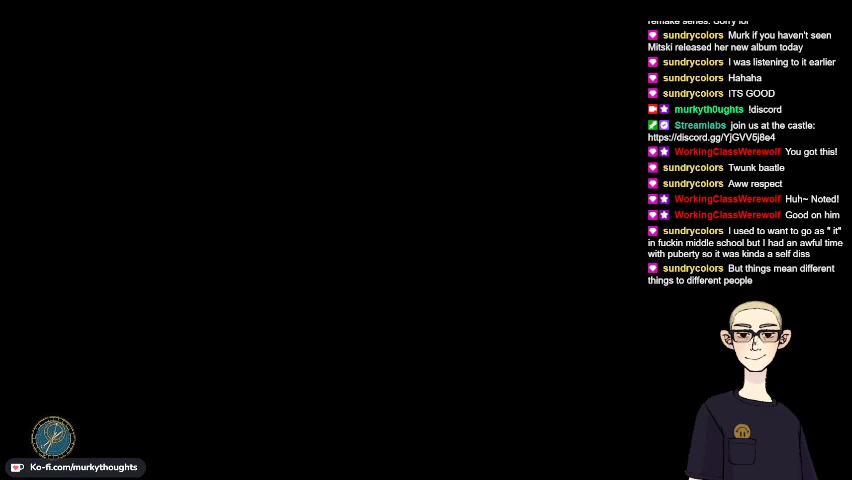 remake series. Sorry lol
sundrycolors Murk if you haven't seen
Mitski released her new album today
sundrycolors I was listening to it earlier
sundrycolors Hahaha
sundrycolors ITS GOOD
murkyth0ughts !discord
Streamlabs join us at the castle:
https://discord.gg/YjGVV5j8e4
WorkingClassWerewolf You got this!
sundrycolors Twunk baatle
sundrycolors Aww respect
WorkingClassWerewolf Huh~ Noted!
WorkingClassWerewolf Good on him
sundrycolors I used to want to go as " it"
in fuckin middle school but I had an awful time
with puberty so it was kinda a self diss
sundrycolors But things mean different
things to different people
Ko-fi.com/murkythoughts